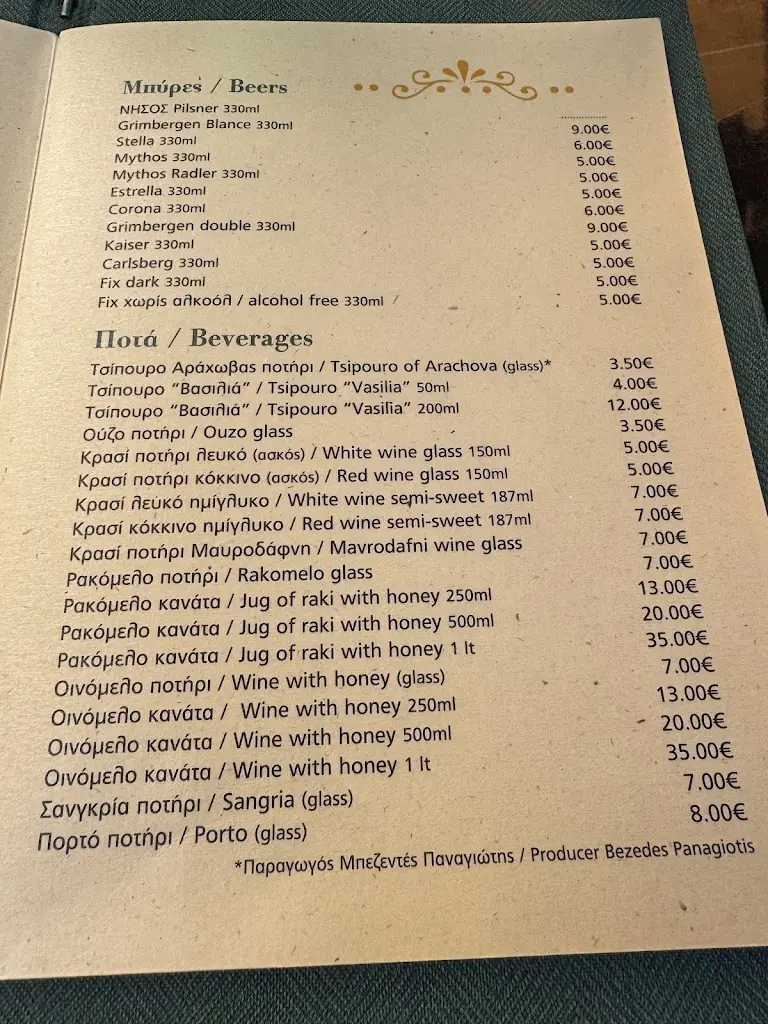 Μπύρες / Beers
ΝΗΣΟΣ Pilsner 330ml ..............
Grimbergen Blance 330ml 9.00€
Stella 330ml 6.00€
Mythos 330ml 5.00€
Mythos Radler 330ml 5.00€
Estrella 330ml 5.00€
Corona 330ml 6.00€
Grimbergen double 330ml 9.00€
Kaiser 330ml 5.00€
Carlsberg 330ml 5.00€
Fix dark 330ml 5.00€
Fix χωρίς αλκοόλ / alcohol free 330ml 5.00€
Ποτά / Beverages
Τσίπουρο Αράχωβας ποτήρι / Tsipouro of Arachova (glass)* 3.50€
Τσίπουρο “Βασιλιά” / Tsipouro “Vasilia” 50ml 4.00€
Τσίπουρο “Βασιλιά” / Tsipouro “Vasilia” 200ml 12.00€
Ούζο ποτήρι / Ouzo glass 3.50€
Κρασί ποτήρι λευκό (ασκός) / White wine glass 150ml 5.00€
Κρασί ποτήρι κόκκινο (ασκός) / Red wine glass 150ml 5.00€
Κρασί λευκό ημίγλυκο / White wine semi-sweet 187ml 7.00€
Κρασί κόκκινο ημίγλυκο / Red wine semi-sweet 187ml 7.00€
Κρασί ποτήρι Μαυροδάφνη / Mavrodafni wine glass 7.00€
Ρακόμελο ποτήρι / Rakomelo glass 7.00€
Ρακόμελο κανάτα / Jug of raki with honey 250ml 13.00€
Ρακόμελο κανάτα / Jug of raki with honey 500ml 20.00€
Ρακόμελο κανάτα / Jug of raki with honey 1 lt 35.00€
Οινόμελο ποτήρι / Wine with honey (glass) 7.00€
Οινόμελο κανάτα / Wine with honey 250ml 13.00€
Οινόμελο κανάτα / Wine with honey 500ml 20.00€
Οινόμελο κανάτα / Wine with honey 1 lt 35.00€
Σανγκρία ποτήρι / Sangria (glass) 7.00€
Πορτό ποτήρι / Porto (glass) 8.00€
*Παραγωγός Μπεζεντές Παναγιώτης / Producer Bezedes Panagiotis